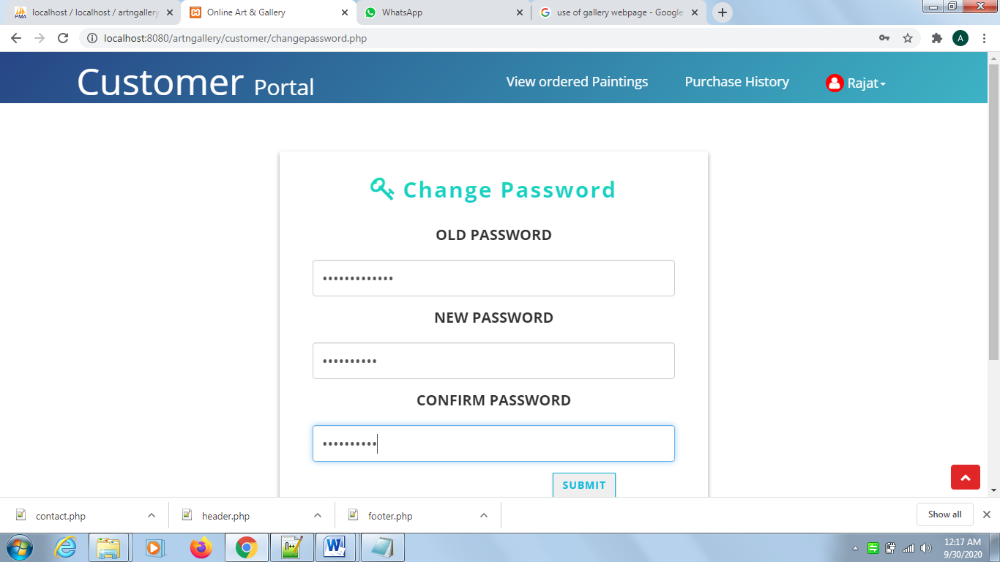 localhost / localhost / artngallery
Online Art & Gallery
WhatsApp
use of gallery webpage - Google
localhost:8080/artngallery/customer/changepassword.php
A
Customer Portal
View ordered Paintings
Purchase History
Rajat
Change Password
OLD PASSWORD
•••••••••••••
NEW PASSWORD
••••••••••
CONFIRM PASSWORD
••••••••••
SUBMIT
contact.php
header.php
footer.php
Show all
12:17 AM
9/30/2020